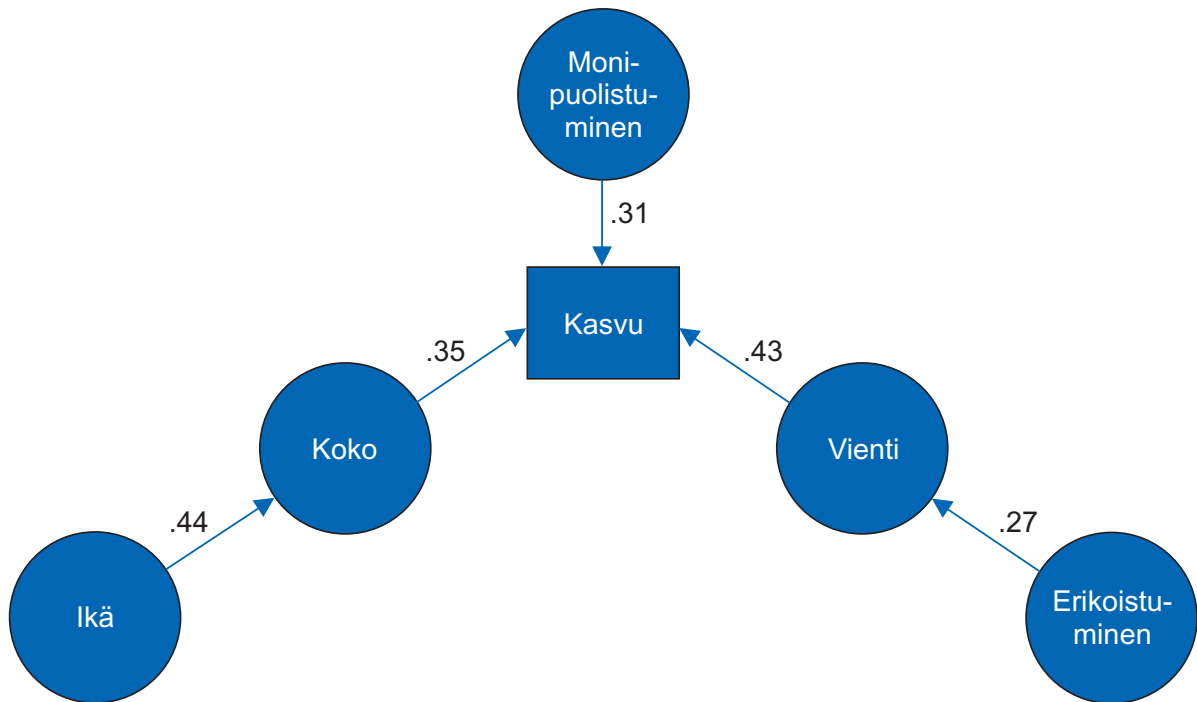 Moni-
puolistu-
minen
.31
Kasvu
.35
.43
Koko
Vienti
.44
.27
Ikä
Erikoistu-
minen